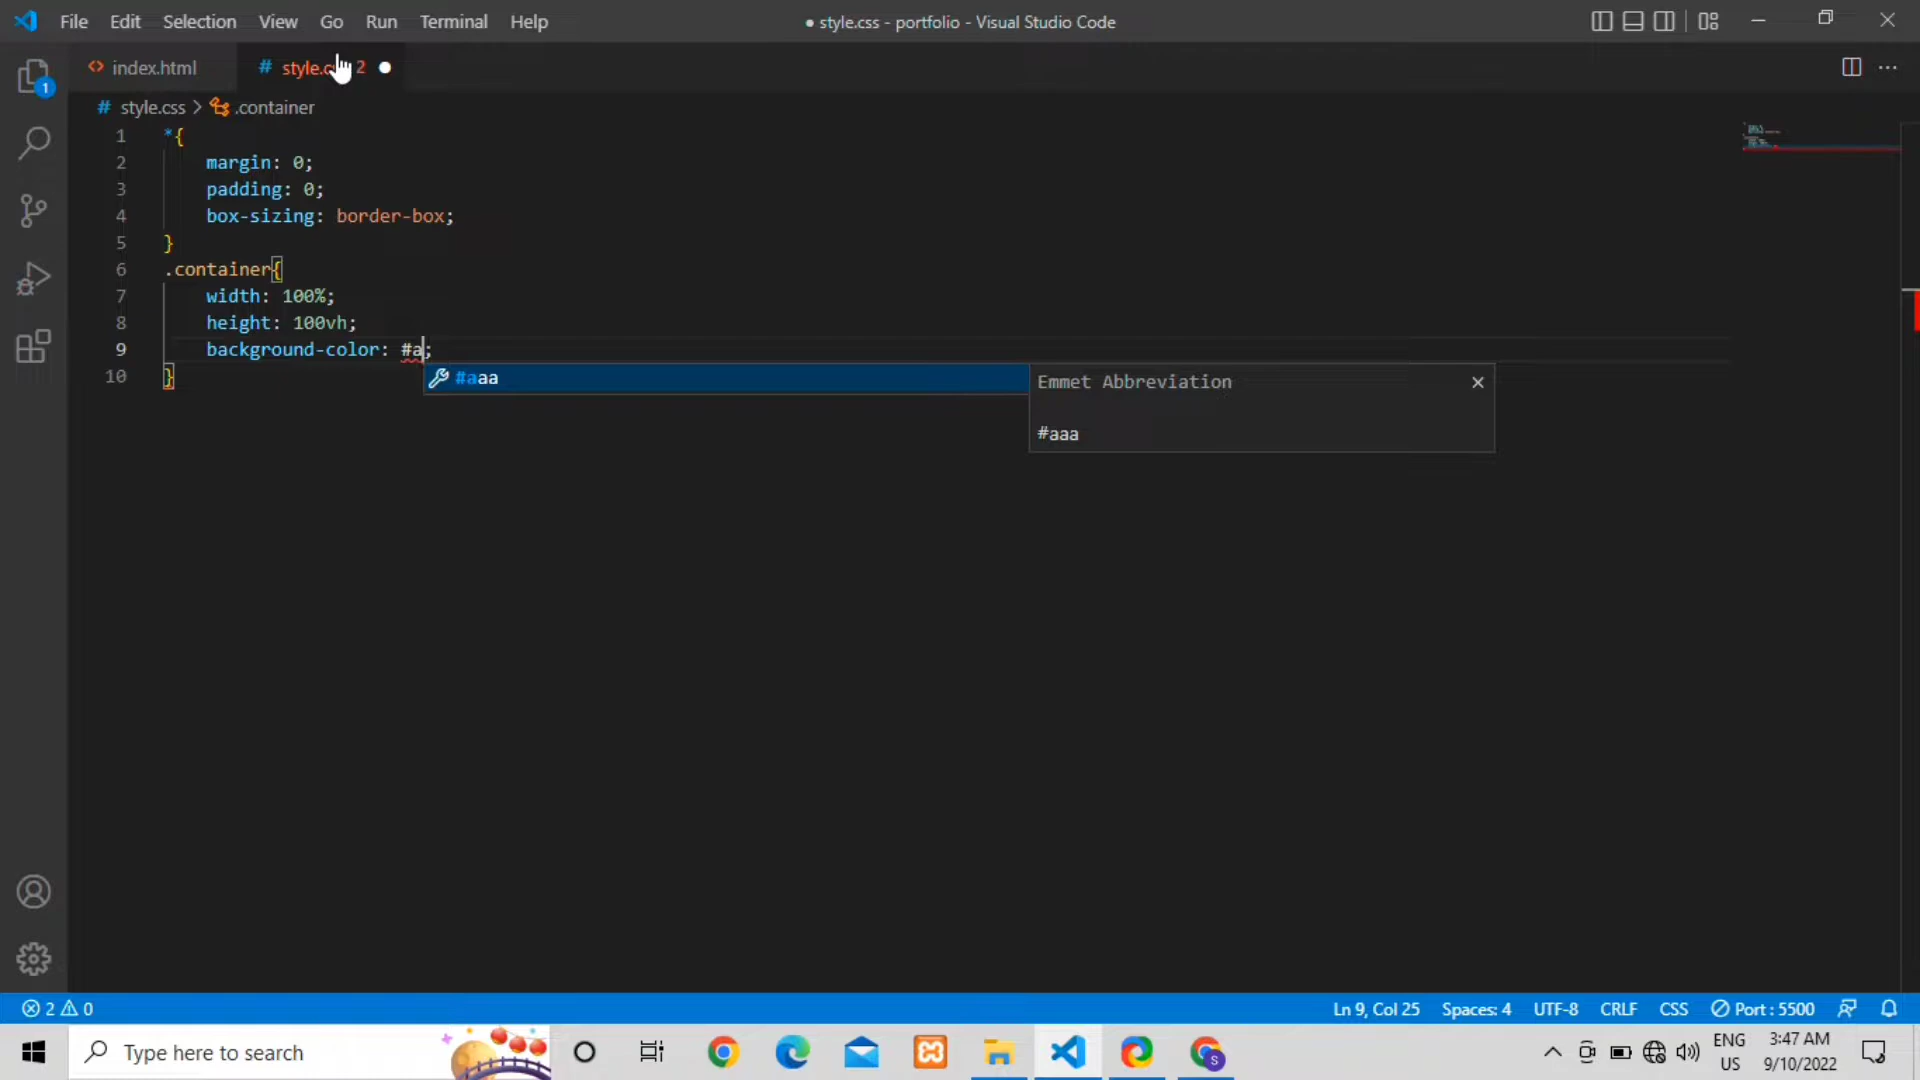 File Edit Selection View Go Run Terminal Help
● style.css - portfolio - Visual Studio Code
index.html
# 2 ●
1
# style.css > .container
1 *{
2 margin: 0;
3 padding: 0;
4 box-sizing: border-box;
5 }
6 .container{
7 width: 100%;
8 height: 100vh;
9 background-color: #a;
10 }
#aaa
Emmet Abbreviation
#aaa
2 0
Ln 9, Col 25 Spaces: 4 UTF-8 CRLF CSS Port : 5500
Type here to search
S
ENG
US
3:47 AM
9/10/2022